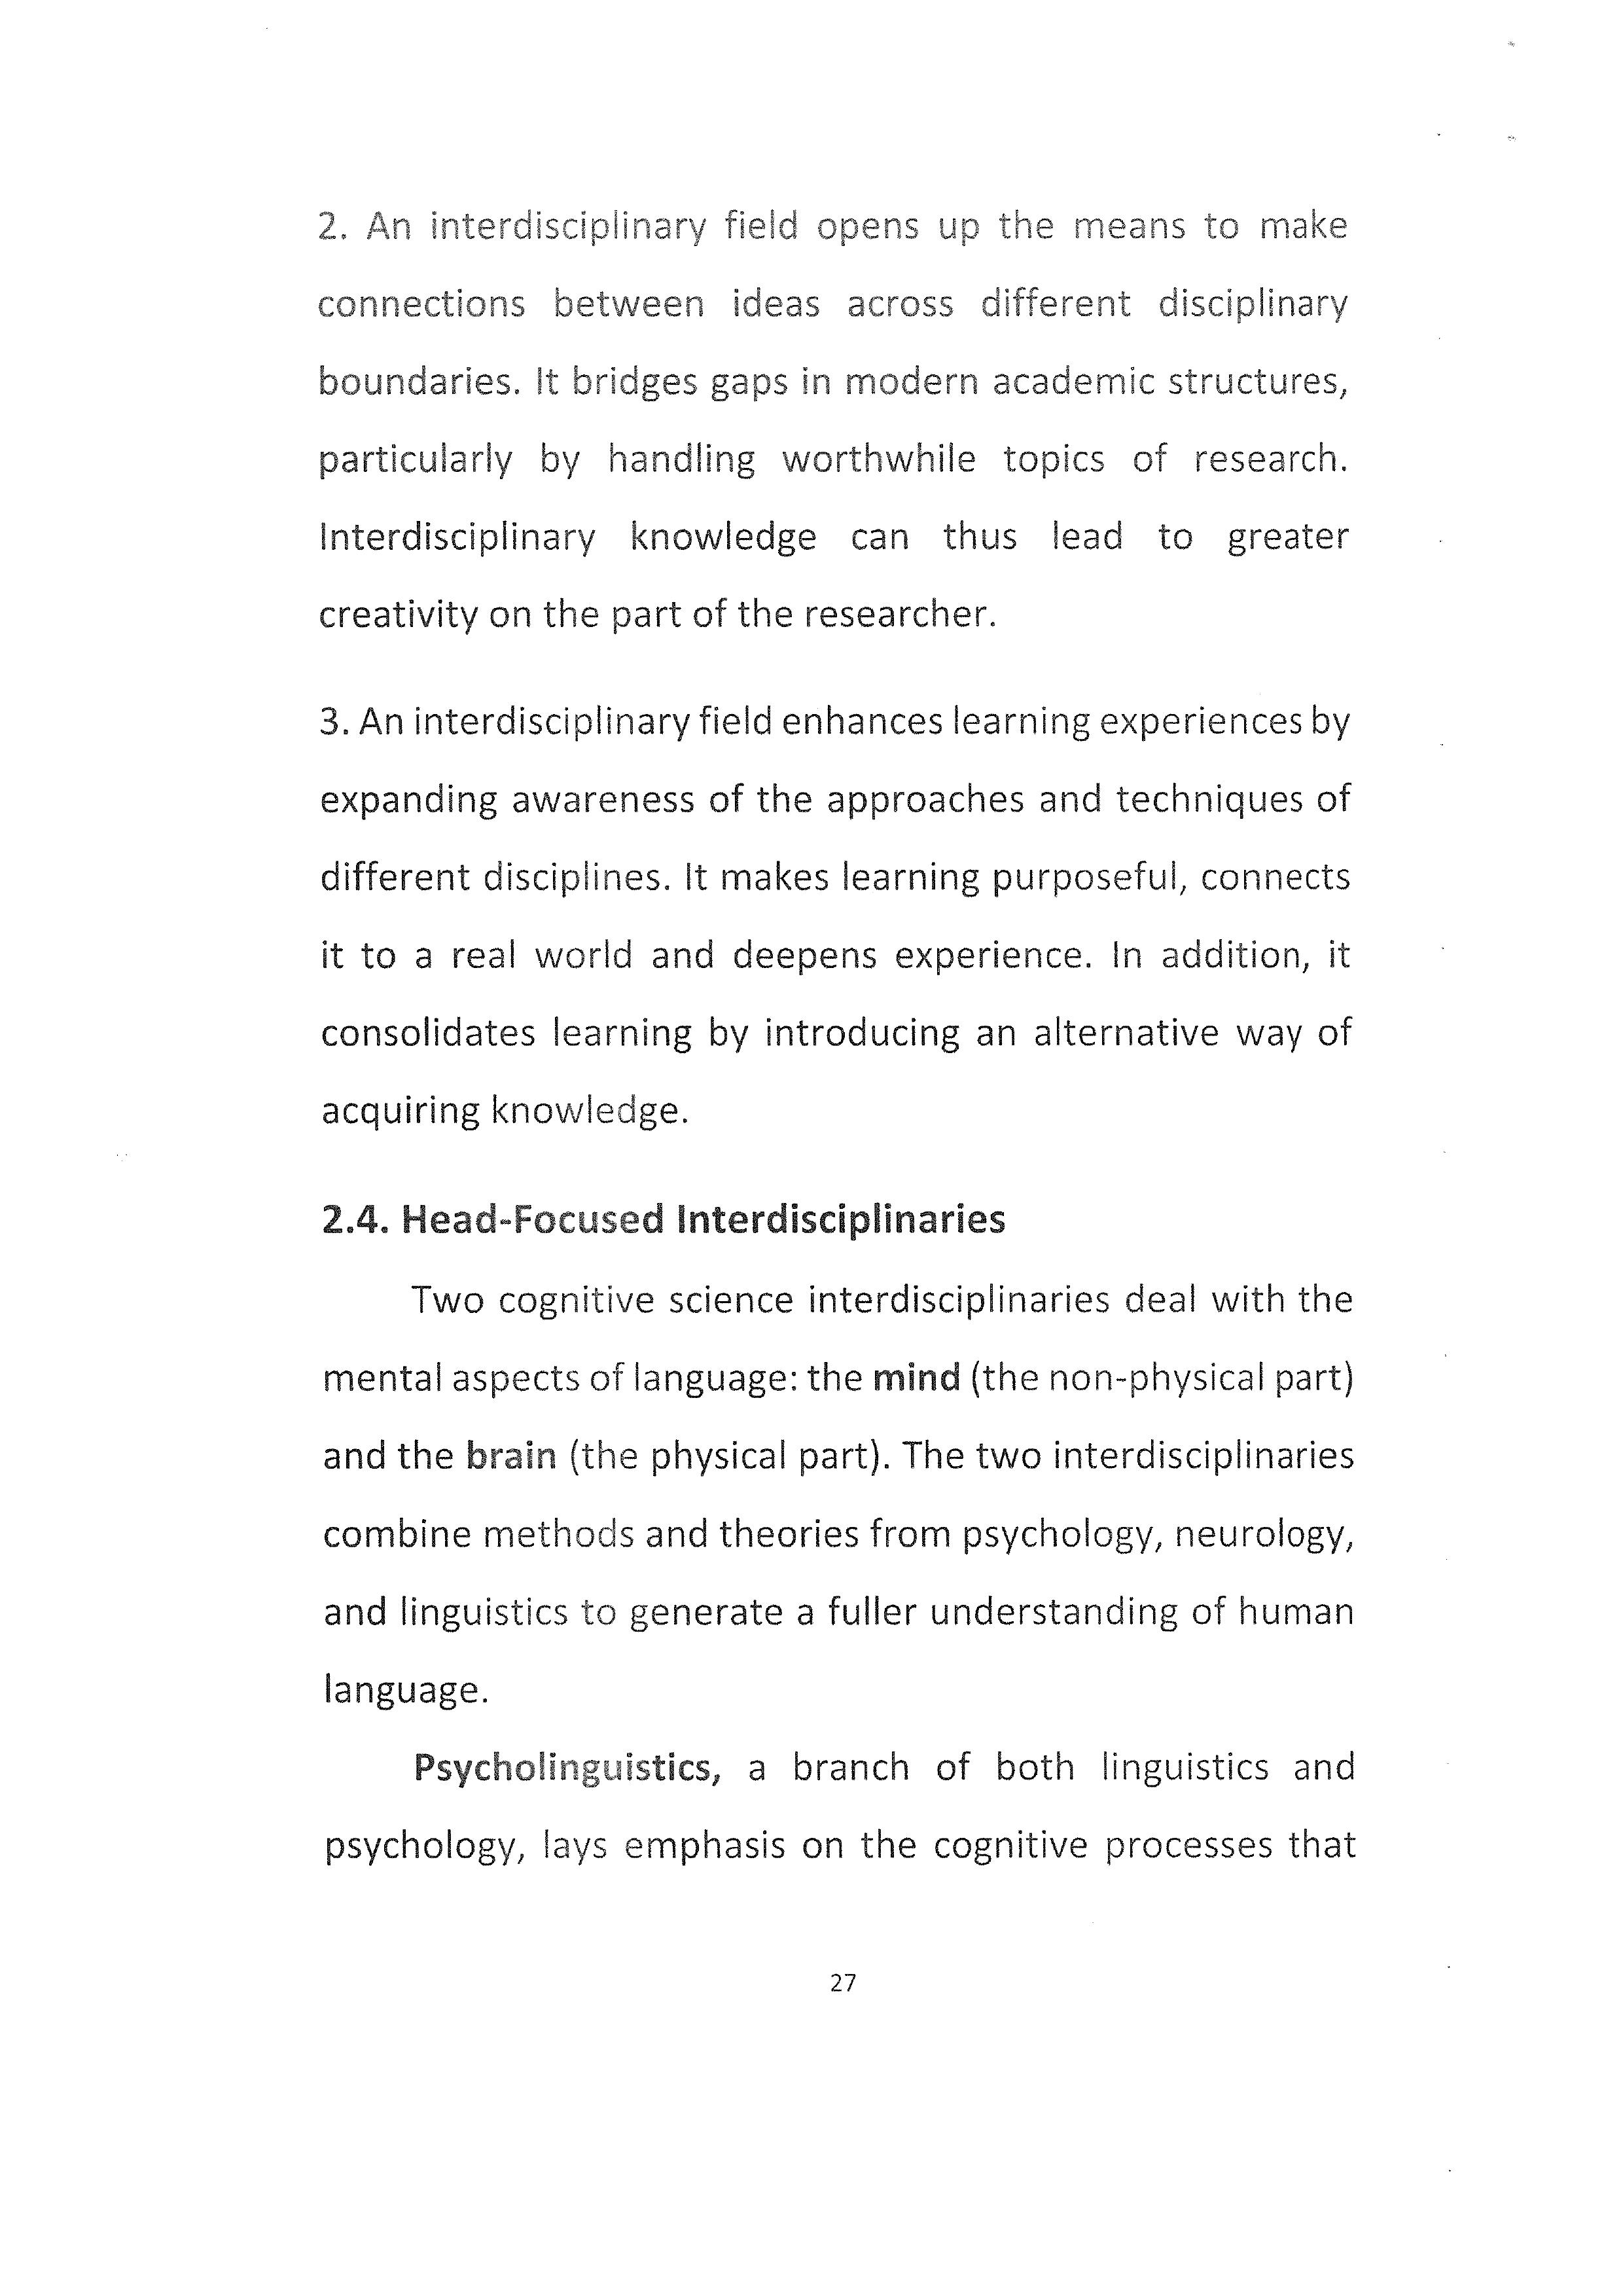 2. An interdisciplinary field opens up the means to make
connections between ideas across different disciplinary
boundaries. It bridges gaps in modern academic structures,
particularly by handling worthwhile topics of research.
Interdisciplinary knowledge can thus lead to greater
creativity on the part of the researcher.
3. An interdisciplinary field enhances learning experiences by
expanding awareness of the approaches and techniques of
different disciplines. It makes learning purposeful, connects
it to a real world and deepens experience. In addition, it
consolidates learning by introducing an alternative way of
acquiring knowledge.
2.4. Head-Focused Interdisciplinaries
Two cognitive science interdisciplinaries deal with the
mental aspects of language: the mind (the non-physical part)
and the brain (the physical part). The two interdisciplinaries
combine methods and theories from psychology, neurology,
and linguistics to generate a fuller understanding of human
language.
Psycholinguistics, a branch of both linguistics and
psychology, lays emphasis on the cognitive processes that
27